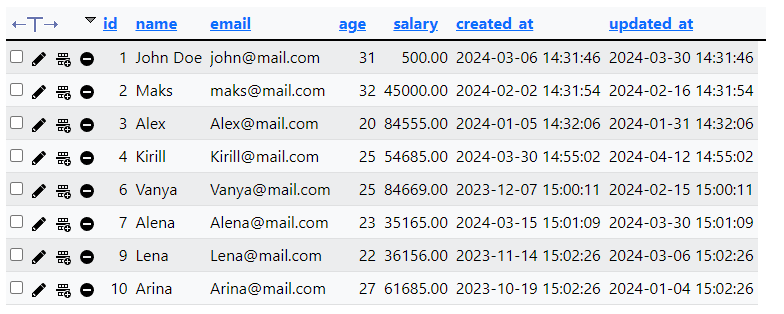 ←T→ id name email age salary created_at updated_at
1 John Doe john@mail.com 31 500.00 2024-03-06 14:31:46 2024-03-30 14:31:46
2 Maks maks@mail.com 32 45000.00 2024-02-02 14:31:54 2024-02-16 14:31:54
3 Alex Alex@mail.com 20 84555.00 2024-01-05 14:32:06 2024-01-31 14:32:06
4 Kirill Kirill@mail.com 25 54685.00 2024-03-30 14:55:02 2024-04-12 14:55:02
6 Vanya Vanya@mail.com 25 84669.00 2023-12-07 15:00:11 2024-02-15 15:00:11
7 Alena Alena@mail.com 23 35165.00 2024-03-15 15:01:09 2024-03-30 15:01:09
9 Lena Lena@mail.com 22 36156.00 2023-11-14 15:02:26 2024-03-06 15:02:26
10 Arina Arina@mail.com 27 61685.00 2023-10-19 15:02:26 2024-01-04 15:02:26